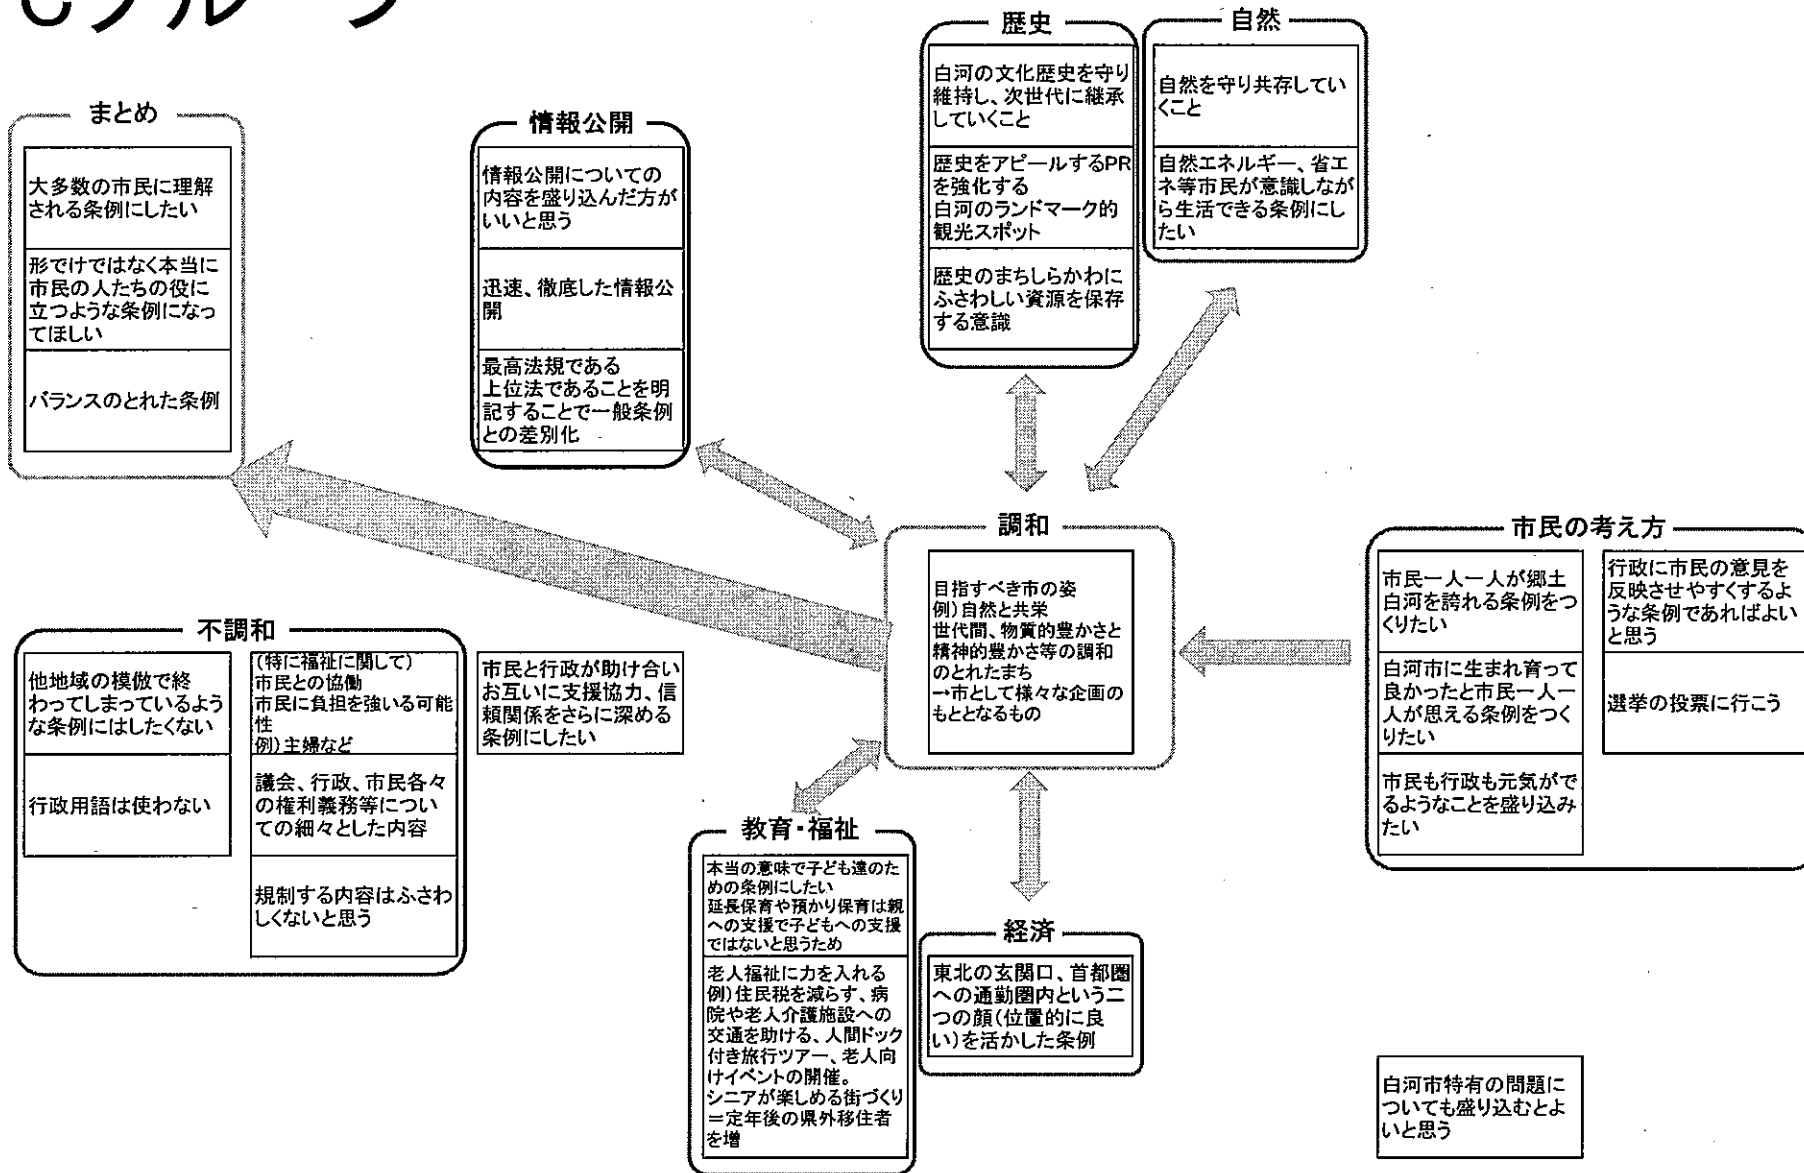 グループ
まとめ
大多数の市民に理解
される条例にしたい
形でけではなく本当に
市民の人たちの役に
立つような条例になっ
てほしい
バランスのとれた条例
情報公開
情報公開についての
内容を盛り込んだ方が
いいと思う
迅速、徹底した情報公
開
最高法規である
上位法であることを明
記することで一般条例
との差別化
歴史
白河の文化歴史を守り
維持し、次世代に継承
していくこと
歴史をアピールするPR
を強化する
白河のランドマーク的
観光スポット
歴史のまちしらかわに
ふさわしい資源を保存
する意識
自然
自然を守り共存してい
くこと
自然エネルギー、省エ
ネ等市民が意識しなが
ら生活できる条例にし
たい
調和
目指すべき市の姿
例)自然と共栄
世代間、物質的豊かさと
精神的豊かさ等の調和
のとれたまち
→市として様々な企画の
もととなるもの
市民の考え方
市民一人一人が郷土
白河を誇れる条例をつ
くりたい
白河市に生まれ育って
良かったと市民一人一
人が思える条例をつく
りたい
市民も行政も元気がで
るようなことを盛り込み
たい
行政に市民の意見を
反映させやすくするよ
うな条例であればよい
と思う
選挙の投票に行こう
不調和
他地域の模倣で終
わってしまっているよう
な条例にはしたくない
行政用語は使わない
(特に福祉に関して)
市民との協働
市民に負担を強いる可能
性
例)主婦など
議会、行政、市民各々
の権利義務等につい
ての細々とした内容
規制する内容はふさわ
しくないと思う
市民と行政が助け合い
お互いに支援協力、信
頼関係をさらに深める
条例にしたい
教育・福祉
本当の意味で子ども達のた
めの条例にしたい
延長保育や預かり保育は親
への支援で子どもへの支援
ではないと思うため
老人福祉に力を入れる
例)住民税を減らす、病
院や老人介護施設への
交通を助ける、人間ドック
付き旅行ツアー、老人向
けイベントの開催。
シニアが楽しめる街づくり
=定年後の県外移住者
を増
経済
東北の玄関口、首都圏
への通勤圏内という二
つの顔(位置的に良
い)を活かした条例
白河市特有の問題に
ついても盛り込むとよ
いと思う